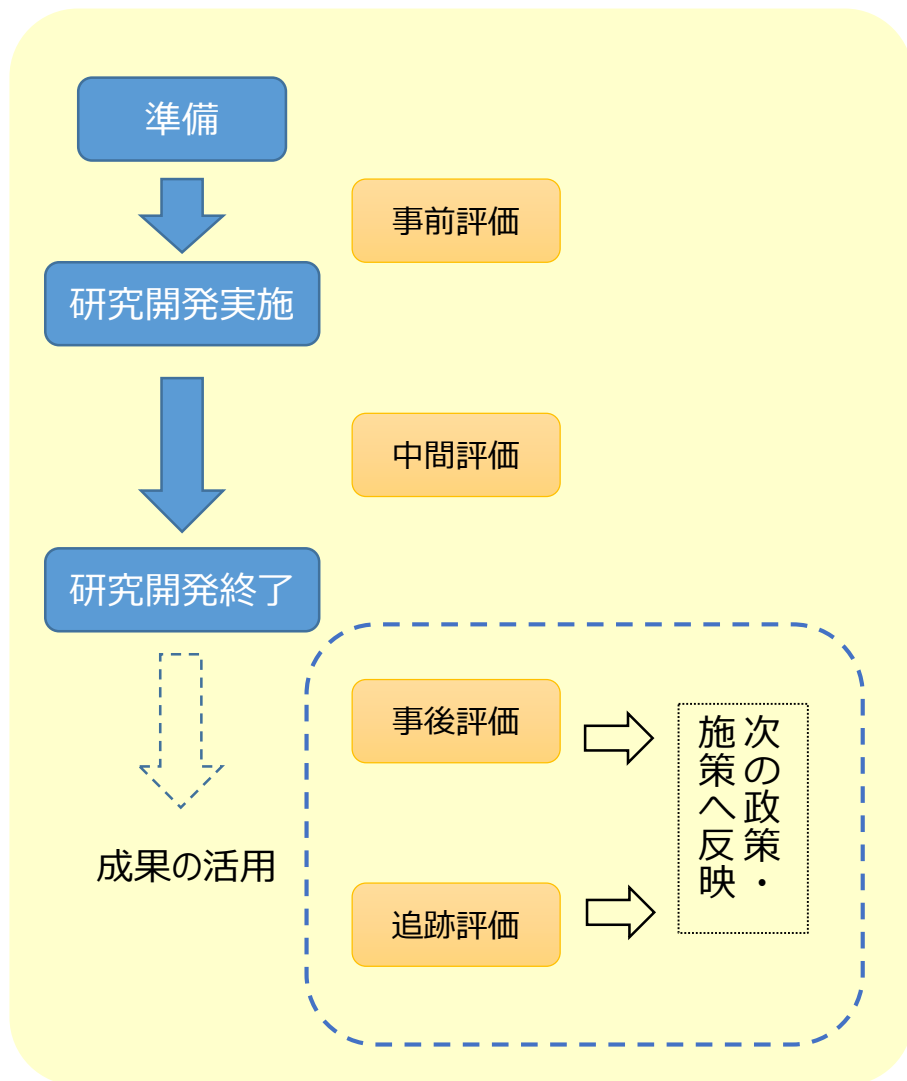 準備
事前評価
研究開発実施
中間評価
研究開発終了
事後評価
次の政策・
施策へ反映
成果の活用
追跡評価